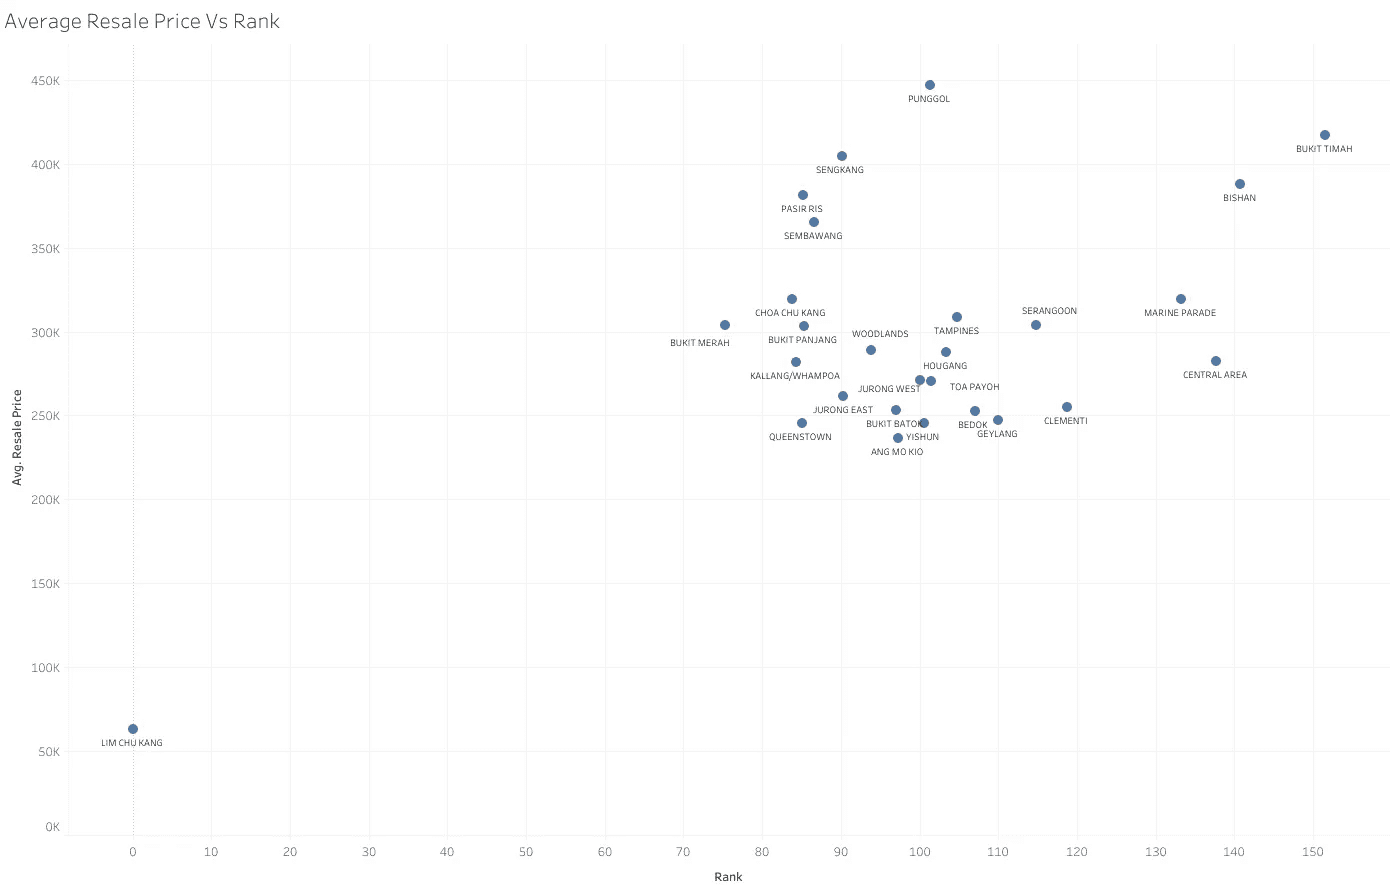 Average Resale Price Vs Rank
450K
PUNGGOL
BUKIT TIMAH
400K
SENGKANG
BISHAN
PASIR RIS
SEMBAWANG
350K
CHOA CHU KANG
SERANGOON
MARINE PARADE
300K
BUKIT MERAH
BUKIT PANJANG
WOODLANDS
TAMPINES
HOUGANG
KALLANG/WHAMPOA
CENTRAL AREA
JURONG WEST
TOA PAYOH
250K
JURONG EAST
BUKIT BATOK
BEDOK
CLEMENTI
QUEENSTOWN
YISHUN
GEYLANG
ANG MO KIO
Avg. Resale Price
200K
150K
100K
50K
LIM CHU KANG
0K
0 10 20 30 40 50 60 70 80 90 100 110 120 130 140 150
Rank